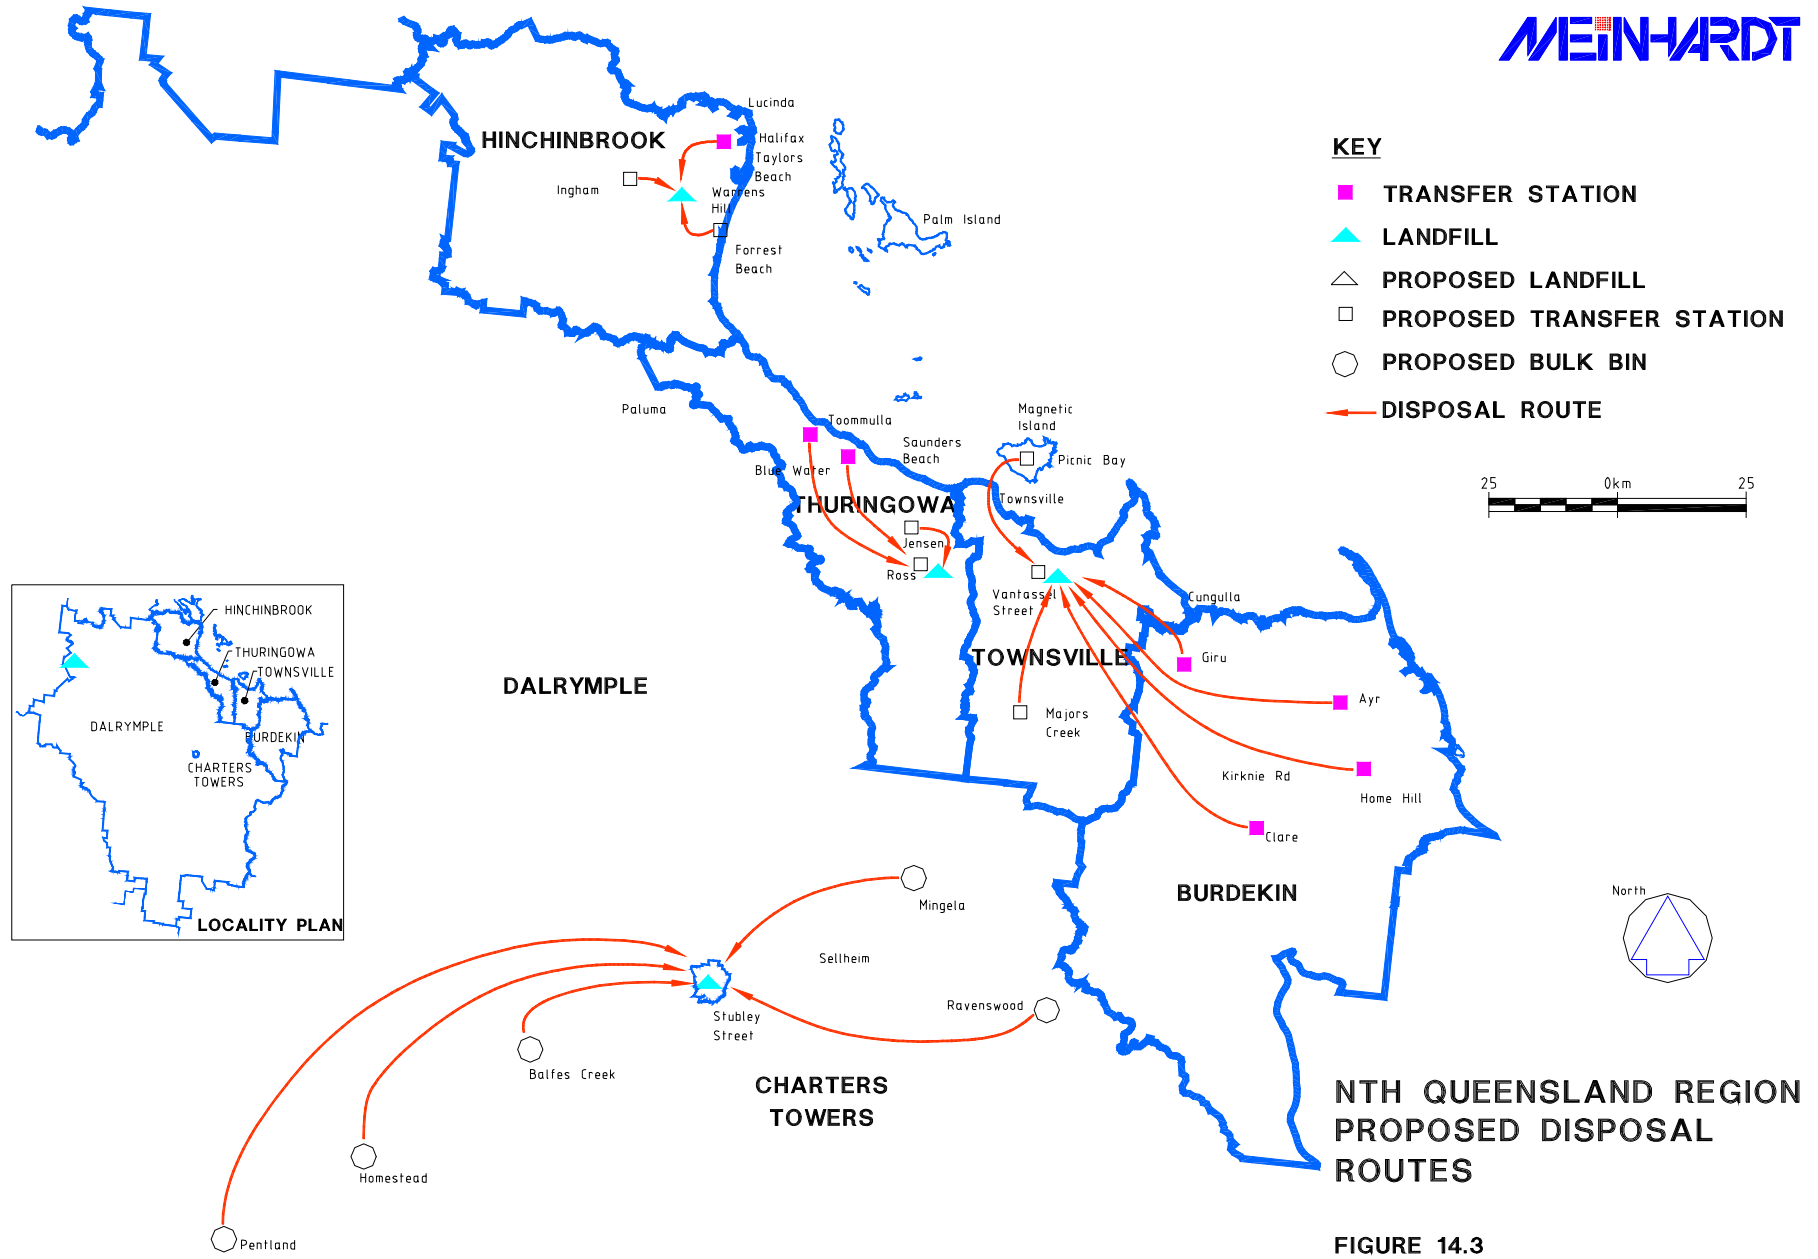 MEINHARDT
Lucinda
HINCHINBROOK
Halifax
Taylors
Beach
Ingham
Warrens
Hill
Forrest
Beach
Palm Island
KEY
TRANSFER STATION
LANDFILL
PROPOSED LANDFILL
PROPOSED TRANSFER STATION
PROPOSED BULK BIN
DISPOSAL ROUTE
25
0km
25
Paluma
Toommulla
Saunders
Beach
Blue Water
THURINGOWA
Jensen
Ross
Magnetic
Island
Picnic Bay
Townsville
Vantassel
Street
Cungulla
TOWNSVILLE
Giru
Majors
Creek
Ayr
Kirknie Rd
Home Hill
Clare
BURDEKIN
DALRYMPLE
HINCHINBROOK
THURINGOWA
TOWNSVILLE
DALRYMPLE
BURDEKIN
CHARTERS
TOWERS
LOCALITY PLAN
Mingela
Sellheim
Ravenswood
Stubley
Street
Balfes Creek
CHARTERS
TOWERS
Homestead
Pentland
North
NTH QUEENSLAND REGION
PROPOSED DISPOSAL
ROUTES
FIGURE 14.3